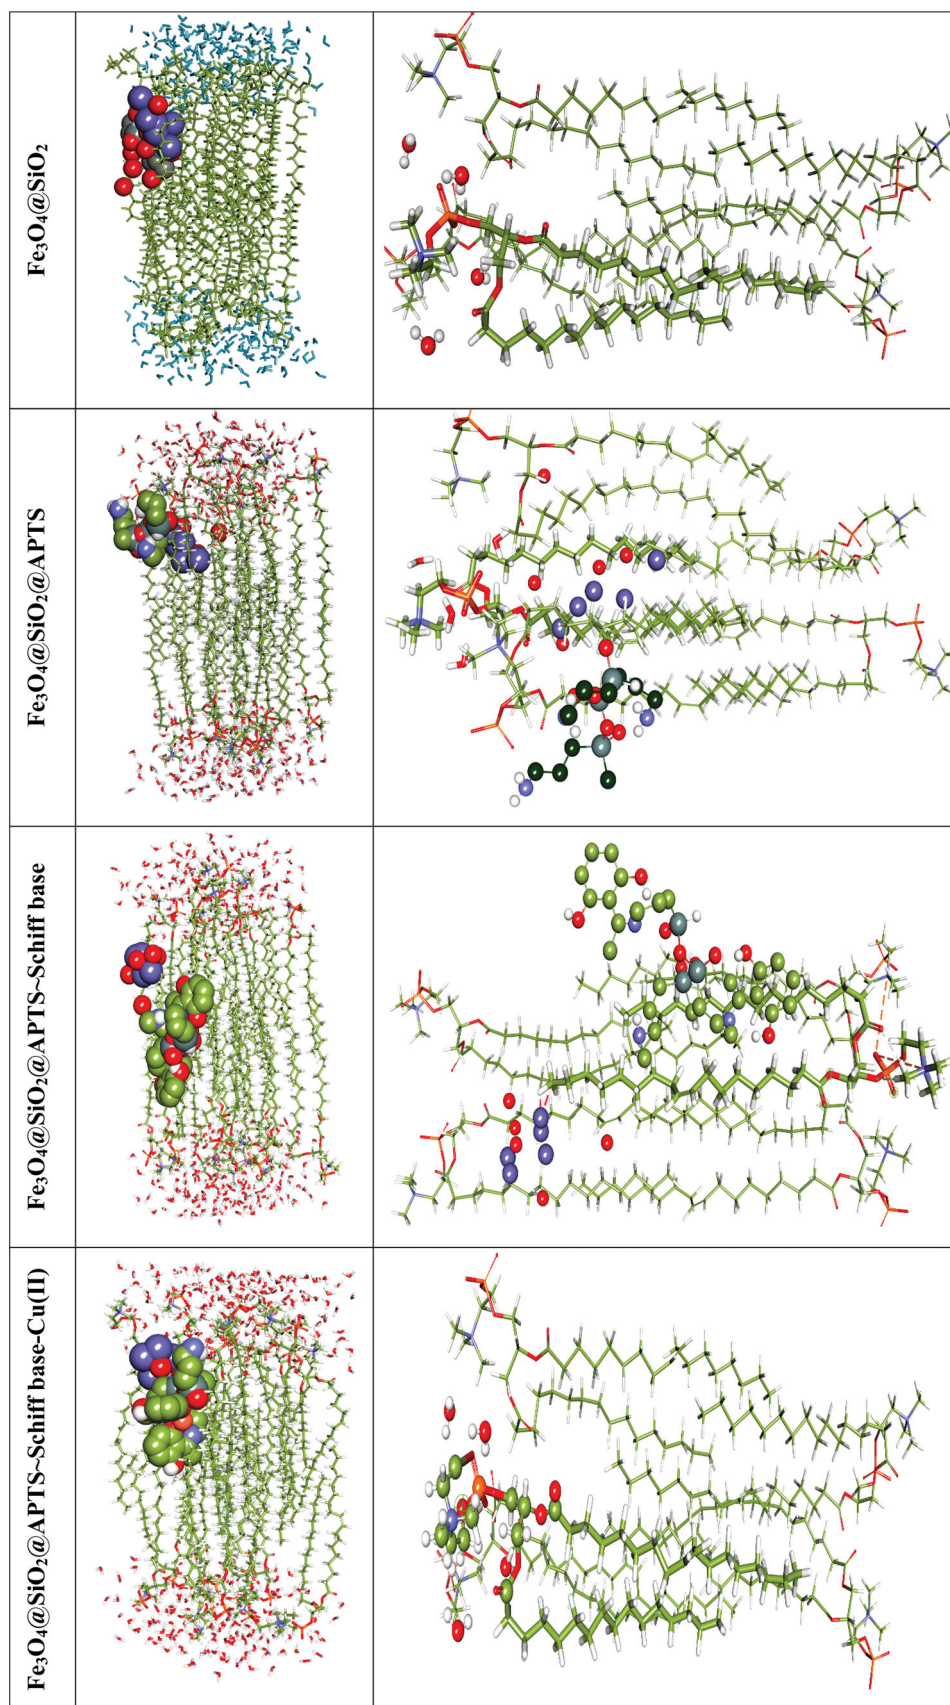 Fe₃O₄@SiO₂
Fe₃O₄@SiO₂@APTS
Fe₃O₄@SiO₂@APTS~Schiff base
Fe₃O₄@SiO₂@APTS~Schiff base-Cu(II)